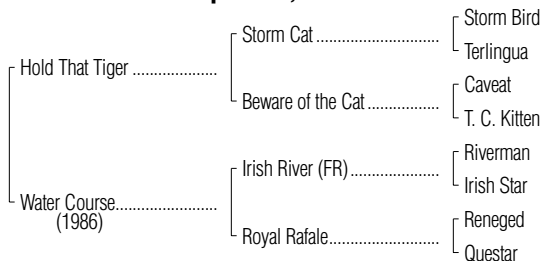 Hold That Tiger ....................
Water Course........................
(1986)
Storm Cat .............................
Beware of the Cat .................
Irish River (FR).....................
Royal Rafale..........................
Storm Bird
Terlingua
Caveat
T. C. Kitten
Riverman
Irish Star
Reneged
Questar